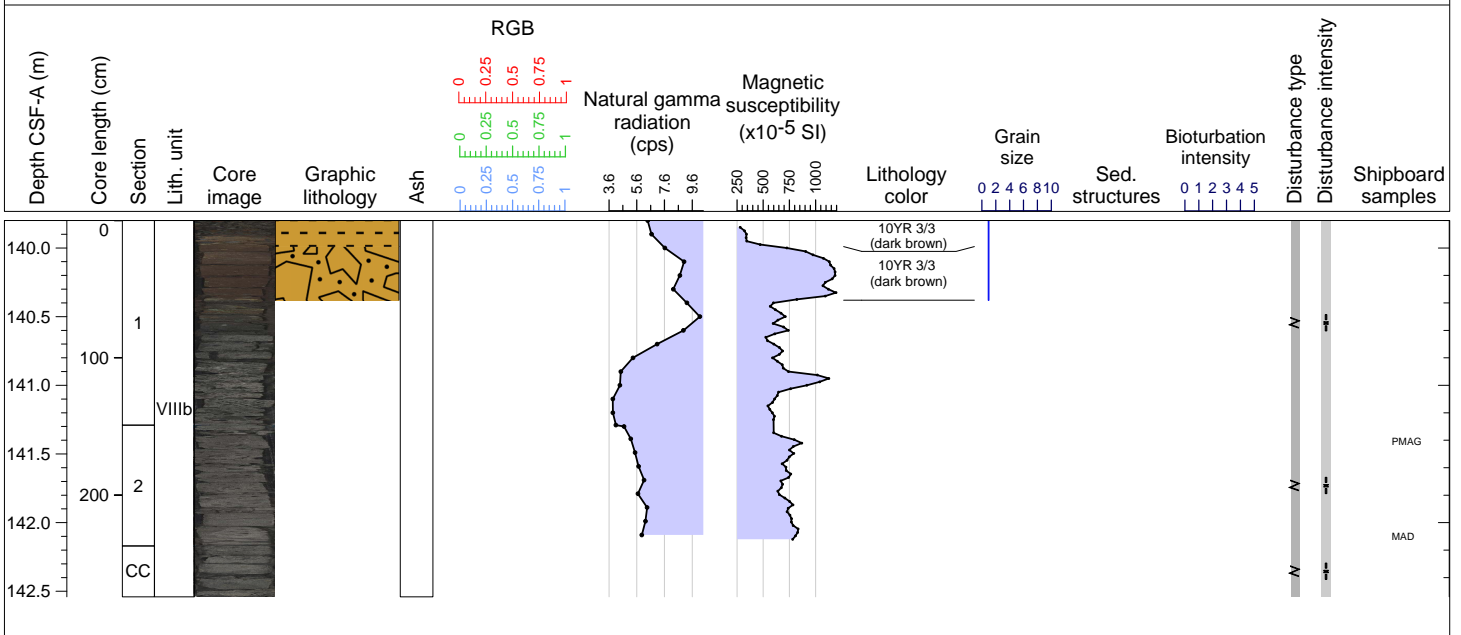 Depth CSF-A (m)
Core length (cm)
Section
Lith. unit
Core
image
Graphic
lithology
Ash
RGB
0 0.25 0.5 0.75 1
0 0.25 0.5 0.75 1
0 0.25 0.5 0.75 1
Natural gamma
radiation
(cps)
3.6 5.6 7.6 9.6
Magnetic
susceptibility
(x10-5 SI)
250 500 750 1000
Lithology
color
Grain
size
0 2 4 6 8 10
Sed.
structures
Bioturbation
intensity
0 1 2 3 4 5
Disturbance type
Disturbance intensity
Shipboard
samples
140.0
140.5
141.0
141.5
142.0
142.5
0
100
200
1
2
CC
VIIIb
10YR 3/3
(dark brown)
10YR 3/3
(dark brown)
PMAG
MAD